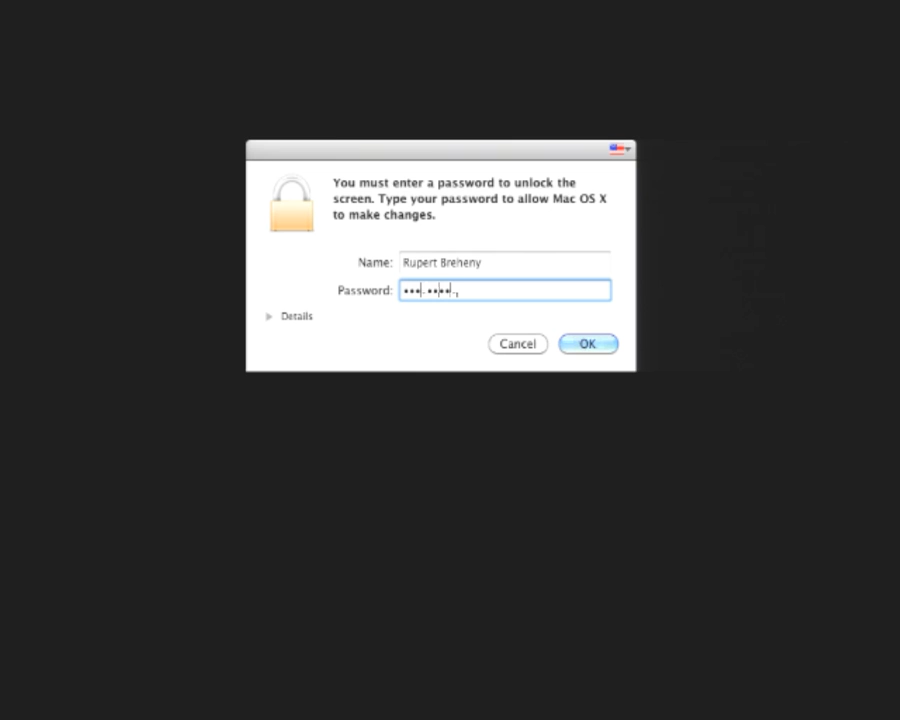 You must enter a password to unlock the
screen. Type your password to allow Mac OS X
to make changes.
Name: Rupert Breheny
Password:
Details
Cancel OK